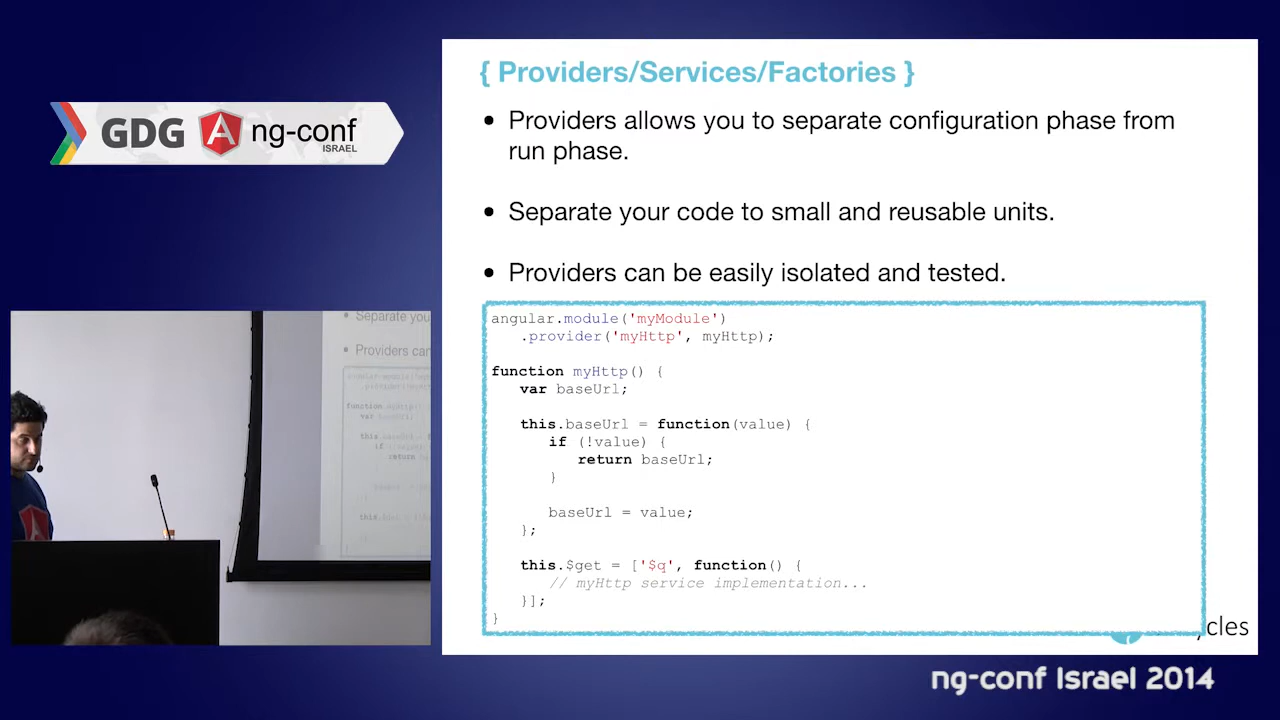 GDG ng-conf
ISRAEL
{ Providers/Services/Factories }
• Providers allows you to separate configuration phase from
run phase.
• Separate your code to small and reusable units.
• Providers can be easily isolated and tested.
angular.module('myModule')
.provider('myHttp', myHttp);
function myHttp() {
var baseUrl;
this.baseUrl = function(value) {
if (!value) {
return baseUrl;
}
baseUrl = value;
};
this.$get = ['$q', function() {
// myHttp service implementation...
}];
}
• Separate you
• Providers can
ng-conf Israel 2014